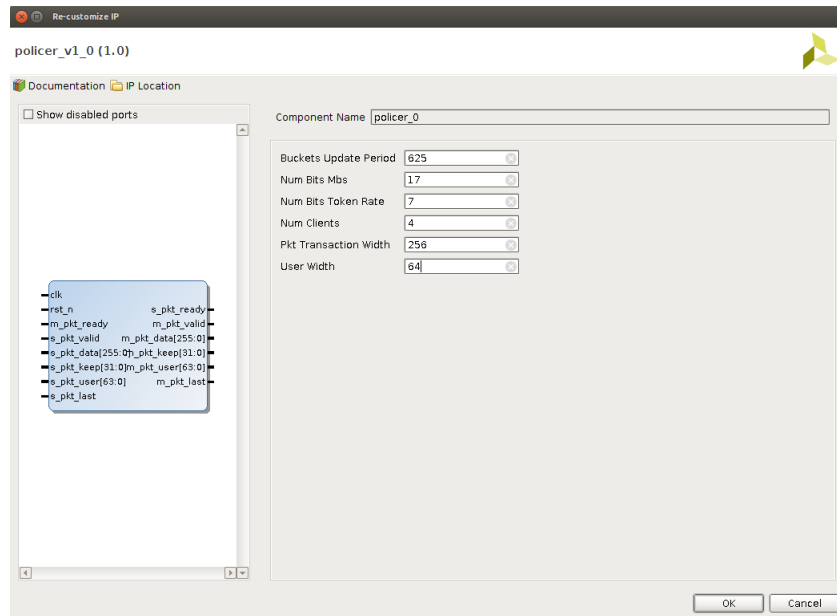 Re-customize IP
policer_v1_0 (1.0)
Documentation IP Location
Show disabled ports
clk
rst_n s_pkt_ready
m_pkt_ready m_pkt_valid
s_pkt_valid m_pkt_data[255:0]
s_pkt_data[255:0] _pkt_keep[31:0]
s_pkt_keep[31:0] m_pkt_user[63:0]
s_pkt_user[63:0] m_pkt_last
s_pkt_last
Component Name policer_0
Buckets Update Period 625
Num Bits Mbs 17
Num Bits Token Rate 7
Num Clients 4
Pkt Transaction Width 256
User Width 64
OK Cancel